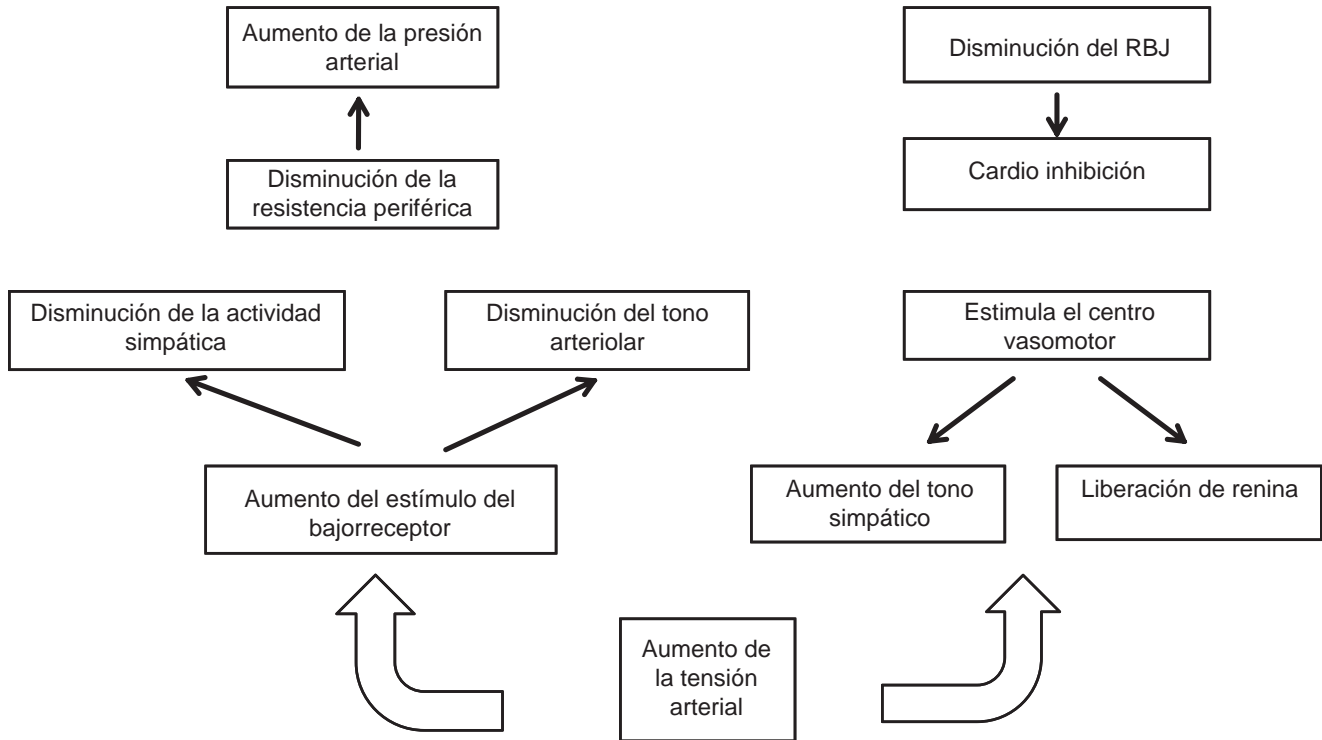 Aumento de la presión
arterial
Disminución del RBJ
Disminución de la
resistencia periférica
Cardio inhibición
Disminución de la actividad
simpática
Disminución del tono
arteriolar
Estimula el centro
vasomotor
Aumento del estímulo del
bajorreceptor
Aumento del tono
simpático
Liberación de renina
Aumento de
la tensión
arterial